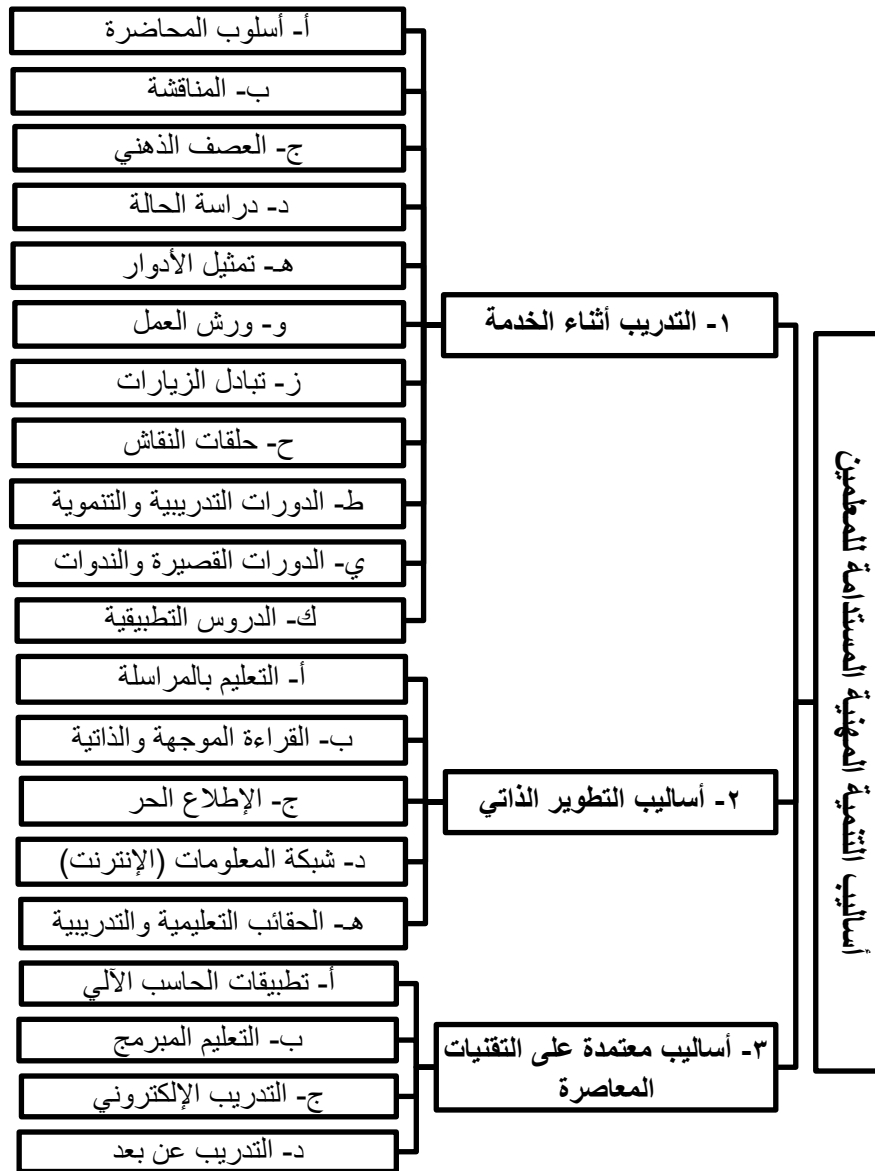 أساليب التنمية المهنية المستدامة للمعلمين
١- التدريب أثناء الخدمة
أ- أسلوب المحاضرة
ب- المناقشة
ج- العصف الذهني
د- دراسة الحالة
هـ- تمثيل الأدوار
و- ورش العمل
ز- تبادل الزيارات
ح- حلقات النقاش
ط- الدورات التدريبية والتنموية
ي- الدورات القصيرة والندوات
ك- الدروس التطبيقية
٢- أساليب التطوير الذاتي
أ- التعليم بالمراسلة
ب- القراءة الموجهة والذاتية
ج- الإطلاع الحر
د- شبكة المعلومات (الإنترنت)
هـ- الحقائب التعليمية والتدريبية
٣- أساليب معتمدة على التقنيات
المعاصرة
أ- تطبيقات الحاسب الآلي
ب- التعليم المبرمج
ج- التدريب الإلكتروني
د- التدريب عن بعد